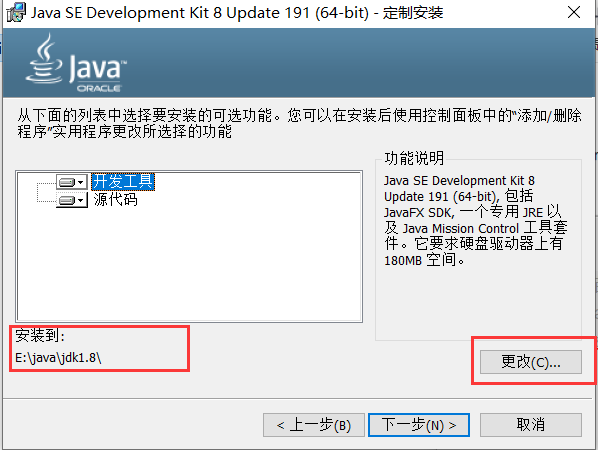 Java SE Development Kit 8 Update 191 (64-bit) - 定制安装
Java
ORACLE
从下面的列表中选择要安装的可选功能。您可以在安装后使用控制面板中的“添加/删除
程序”实用程序更改所选择的功能
开发工具
源代码
功能说明
Java SE Development Kit 8
Update 191 (64-bit), 包括
JavaFX SDK, 一个专用 JRE 以
及 Java Mission Control 工具套
件。它要求硬盘驱动器上有
180MB 空间。
安装到:
E:\java\jdk1.8\
更改(C)...
< 上一步(B)
下一步(N) >
取消